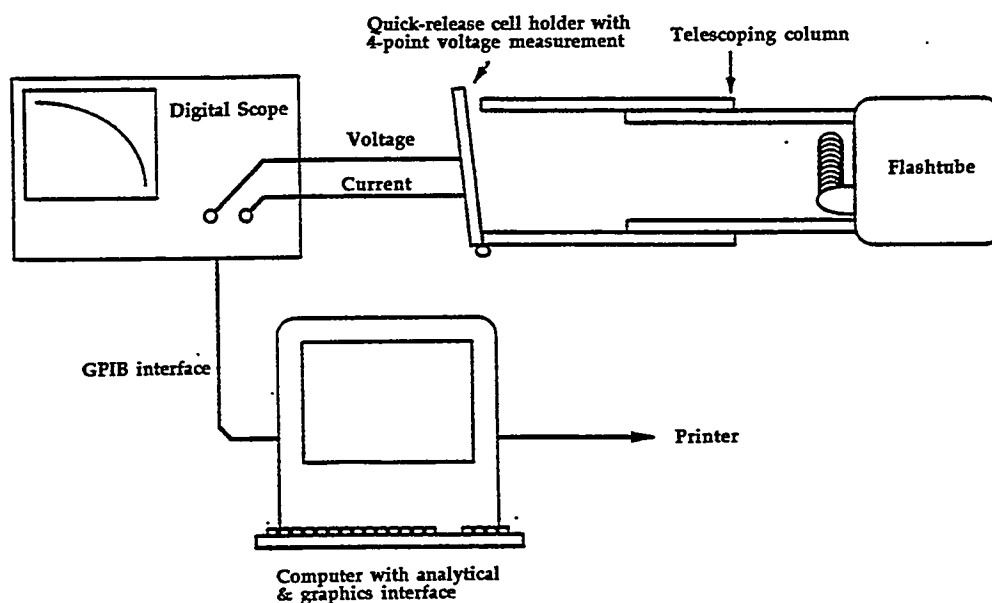 Quick-release cell holder with
4-point voltage measurement
Telescoping column
Digital Scope
Voltage
Current
Flashtube
GPIB interface
Printer
Computer with analytical
& graphics interface